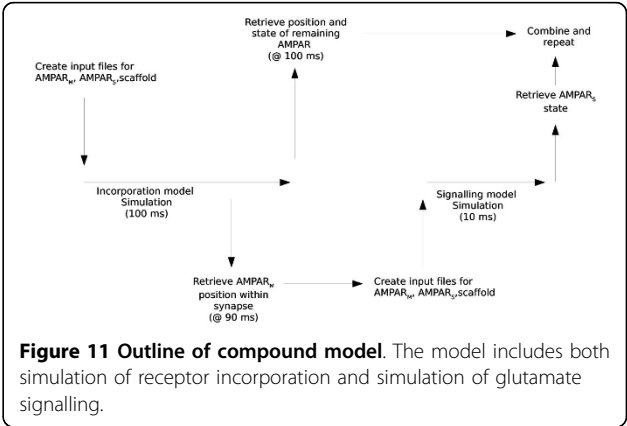 Retrieve position and
state of remaining
AMPAR
(@ 100 ms)
Combine and
repeat
Create input files for
AMPAR_M, AMPAR_S,scaffold
Retrieve AMPAR_S
state
Incorporation model
Simulation
(100 ms)
Signalling model
Simulation
(10 ms)
Retrieve AMPAR_M
position within
synapse
(@ 90 ms)
Create input files for
AMPAR_M, AMPAR_S,scaffold
Figure 11 Outline of compound model. The model includes both
simulation of receptor incorporation and simulation of glutamate
signalling.